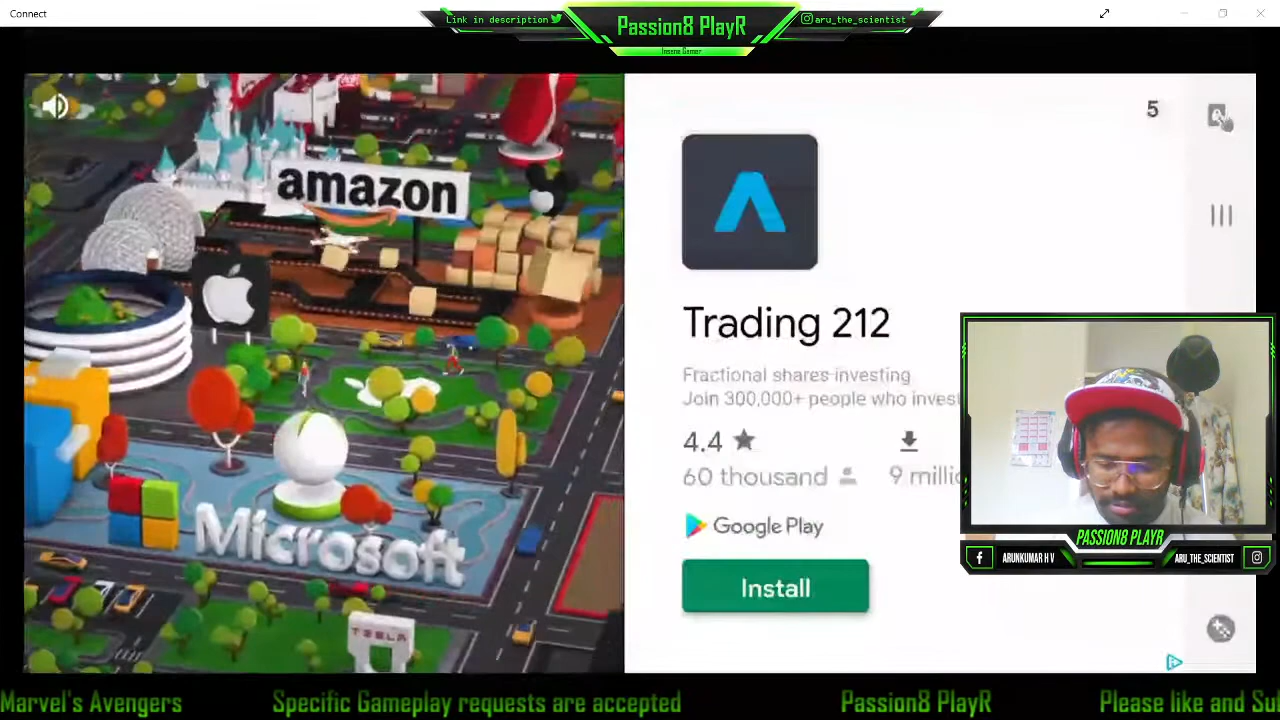 Connect
Link in description
Passion8 PlayR
aru_the_scientist
Insane Gamer
5
amazon
Trading 212
Fractional shares investing
Join 300,000+ people who invest
4.4
60 thousand
9 millio
Google Play
Install
Microsoft
TESLA
PASSION8 PLAYR
ARUNKUMAR H V
ARU_THE_SCIENTIST
Marvel's Avengers
Specific Gameplay requests are accepted
Passion8 PlayR
Please like and Su